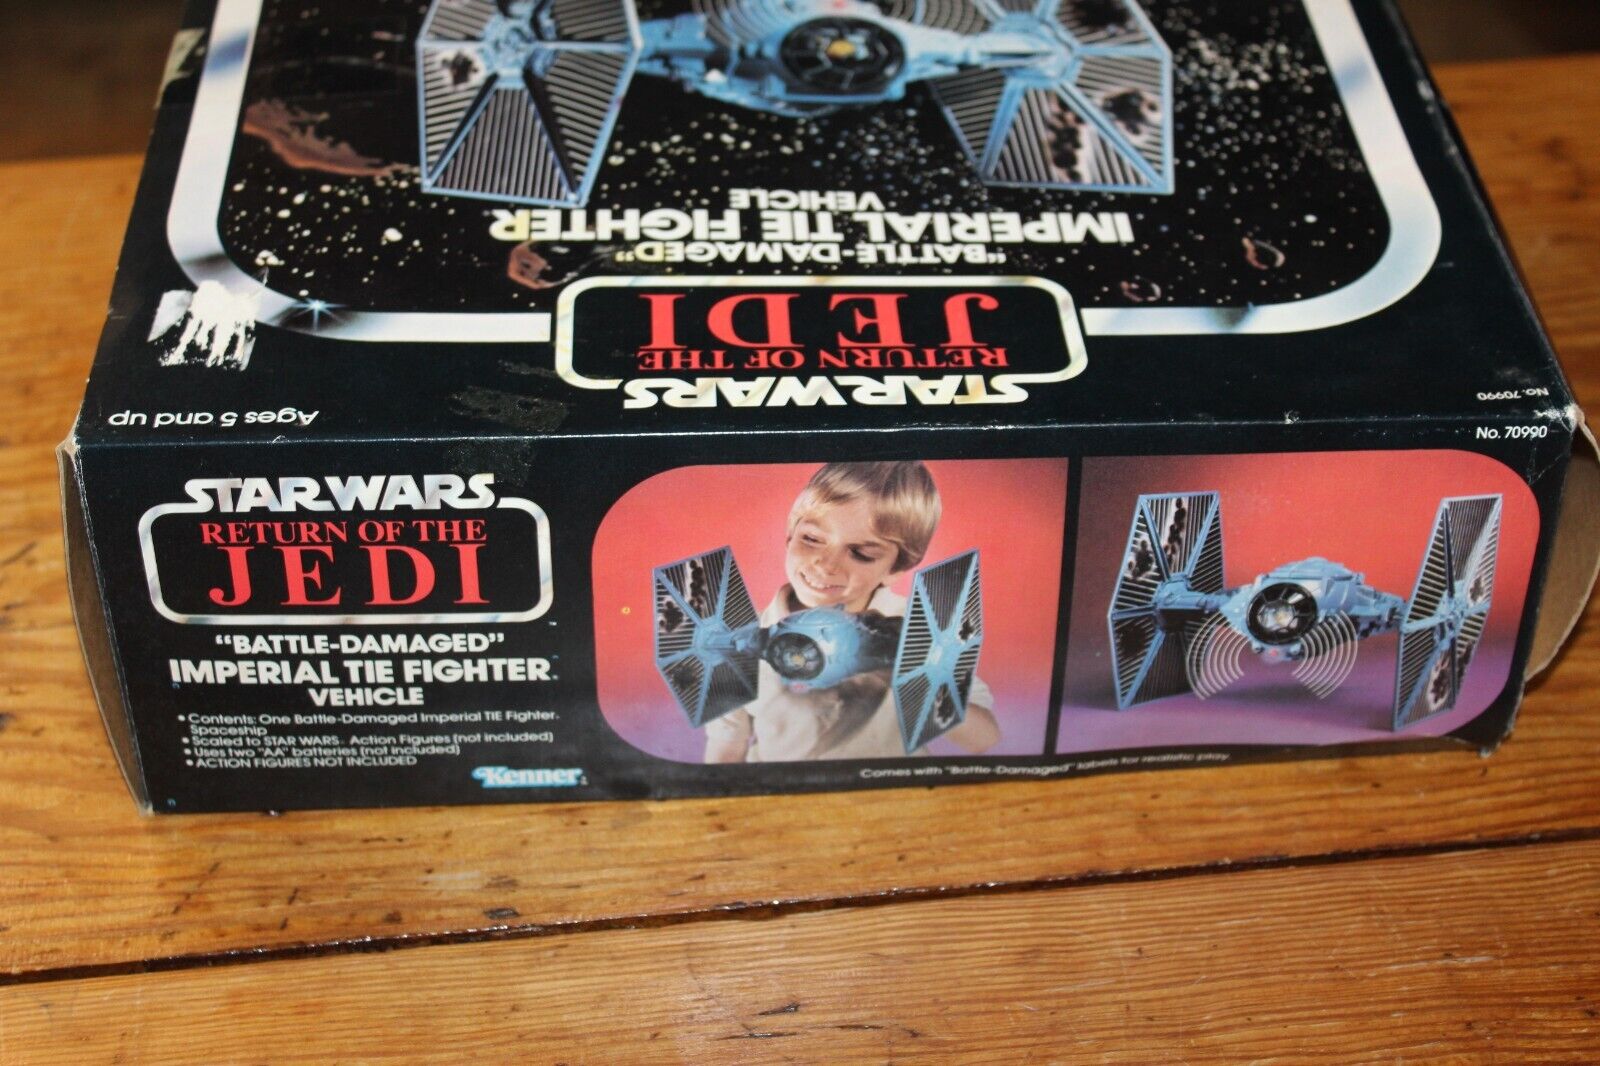 VEHICLE
IMPERIAL TIE FIGHTER
"BATTLE-DAMAGED"
JEDI
RETURN OF THE
STAR WARS
Ages 5 and up
No. 70990
No. 70990
STAR WARS
RETURN OF THE
JEDI
"BATTLE-DAMAGED"
IMPERIAL TIE FIGHTER
VEHICLE
• Contents: One Battle-Damaged Imperial TIE Fighter
Spaceship
• Scaled to STAR WARS Action Figures (not included)
• Uses two "AA" batteries (not included)
• ACTION FIGURES NOT INCLUDED
Kenner
Comes with "Battle-Damaged" labels for realistic play.